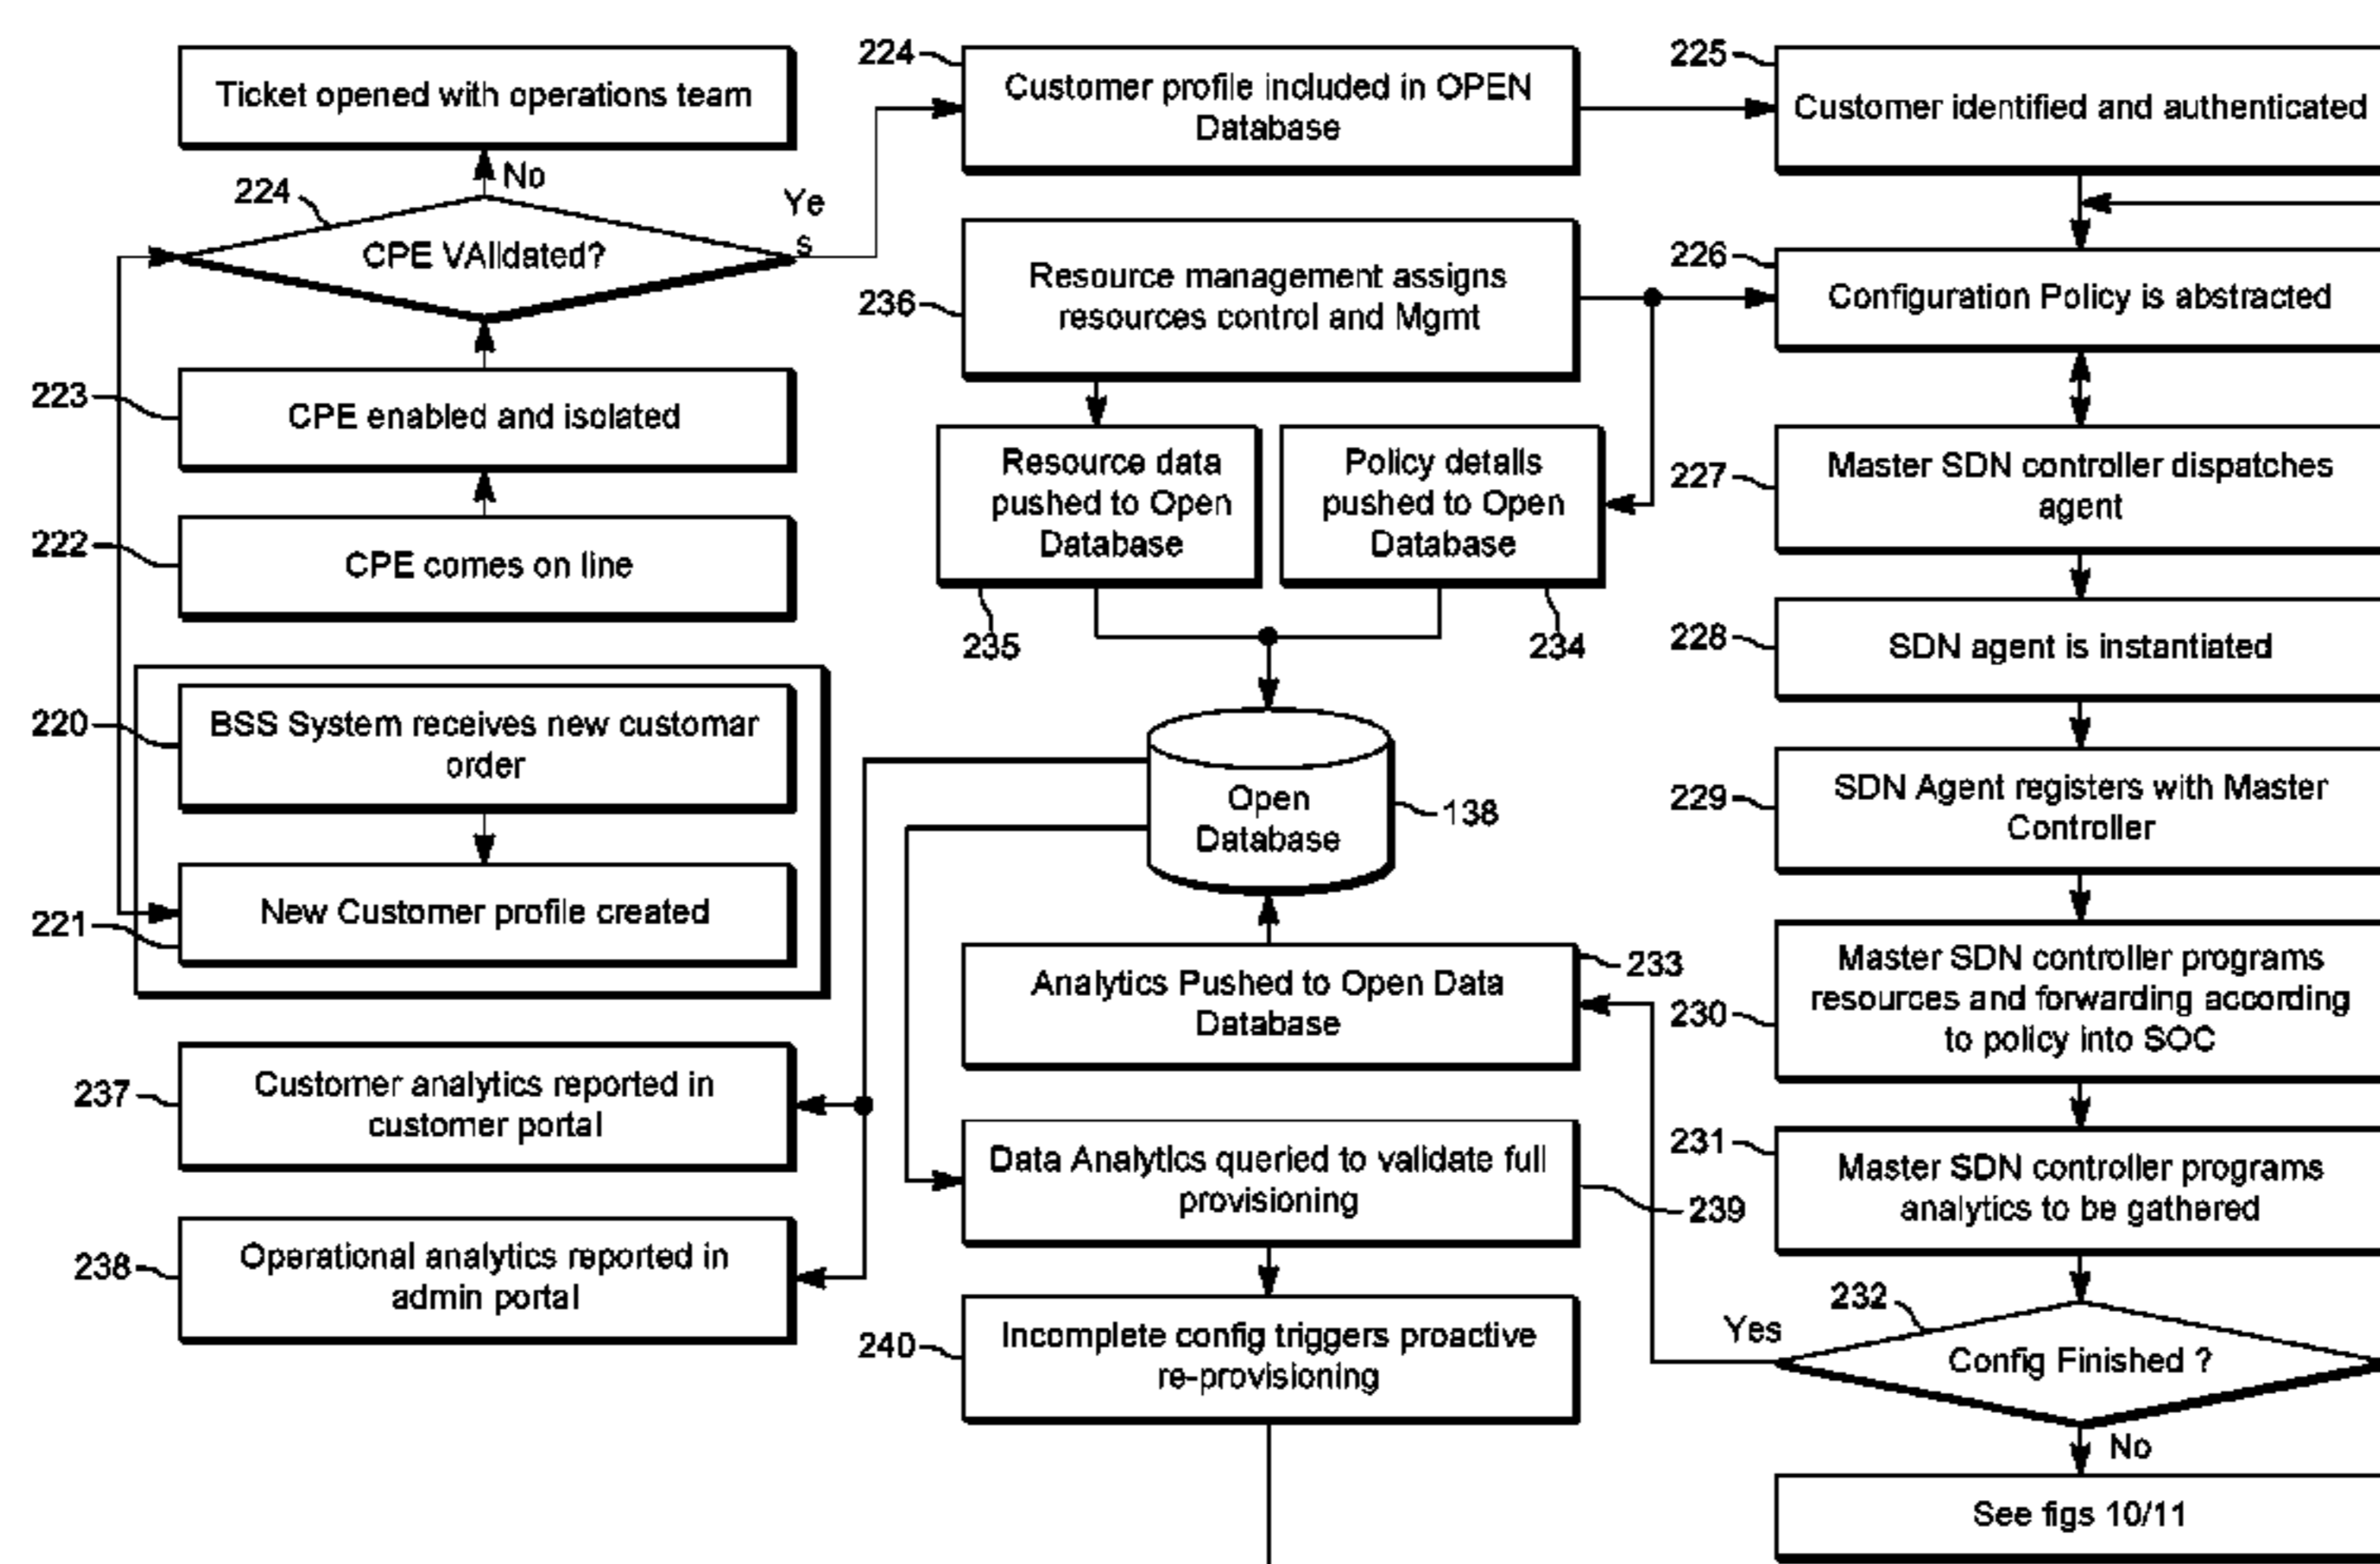 Ticket opened with operations team
No
224
Ye
s
CPE VAlldated?
223
CPE enabled and isolated
222
CPE comes on line
220
BSS System receives new customar
order
221
New Customer profile created
237
Customer analytics reported in
customer portal
238
Operational analytics reported in
admin portal
224
Customer profile included in OPEN
Database
236
Resource management assigns
resources control and Mgmt
Resource data
pushed to Open
Database
235
Policy details
pushed to Open
Database
234
Open
Database
138
Analytics Pushed to Open Data
Database
233
Data Analytics queried to validate full
provisioning
239
240
Incomplete config triggers proactive
re-provisioning
225
Customer identified and authenticated
226
Configuration Policy is abstracted
227
Master SDN controller dispatches
agent
228
SDN agent is instantiated
229
SDN Agent registers with Master
Controller
230
Master SDN controller programs
resources and forwarding according
to policy into SOC
231
Master SDN controller programs
analytics to be gathered
232
Yes
Config Finished ?
No
See figs 10/11